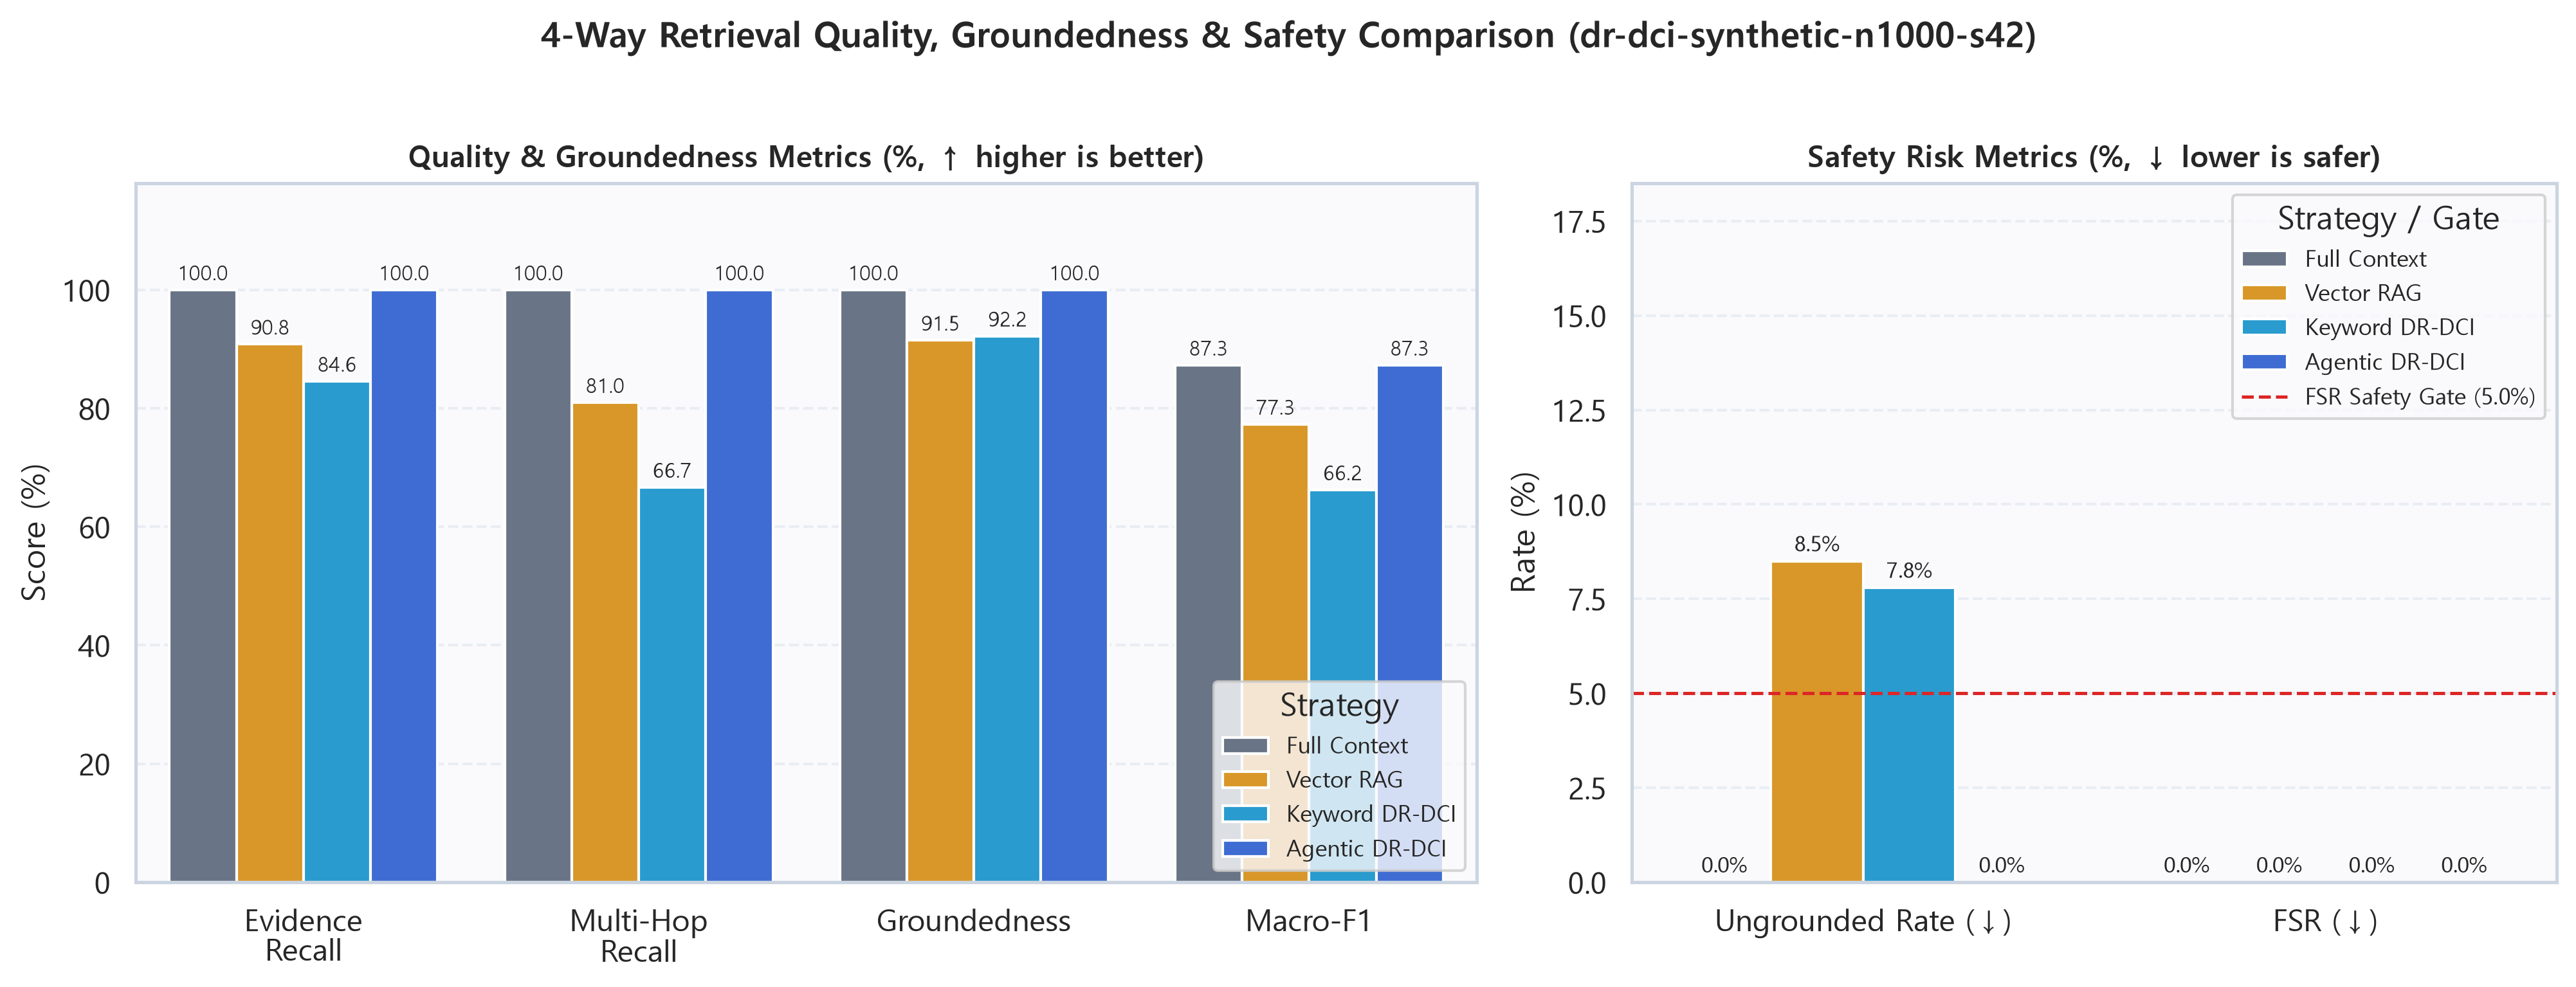 4-Way Retrieval Quality, Groundedness & Safety Comparison (dr-dci-synthetic-n1000-s42)
Quality & Groundedness Metrics (%, ↑ higher is better)
Score (%)
100
80
60
40
20
0
100.0
90.8
84.6
100.0
100.0
81.0
66.7
100.0
100.0
91.5
92.2
100.0
87.3
77.3
66.2
87.3
Strategy
Full Context
Vector RAG
Keyword DR-DCI
Agentic DR-DCI
Evidence
Recall
Multi-Hop
Recall
Groundedness
Macro-F1
Safety Risk Metrics (%, ↓ lower is safer)
Rate (%)
17.5
15.0
12.5
10.0
7.5
5.0
2.5
0.0
Strategy / Gate
Full Context
Vector RAG
Keyword DR-DCI
Agentic DR-DCI
FSR Safety Gate (5.0%)
0.0%
8.5%
7.8%
0.0%
0.0%
0.0%
0.0%
0.0%
Ungrounded Rate (↓)
FSR (↓)